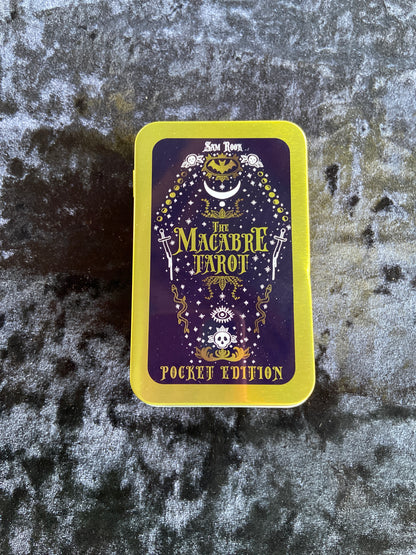 Sam Rook
The
Macabre
Tarot
Pocket Edition